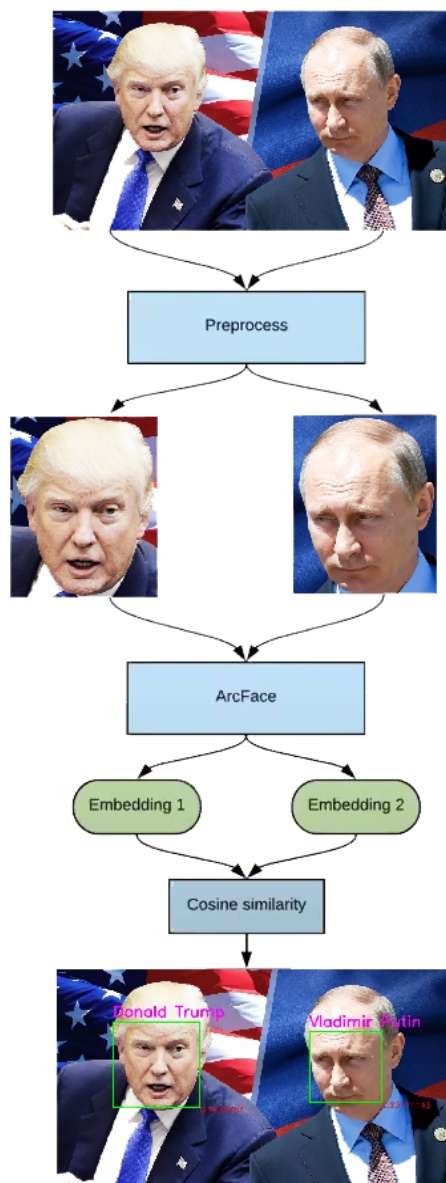 Preprocess
ArcFace
Embedding 1
Embedding 2
Cosine similarity
Donald Trump
Vladimir Putin